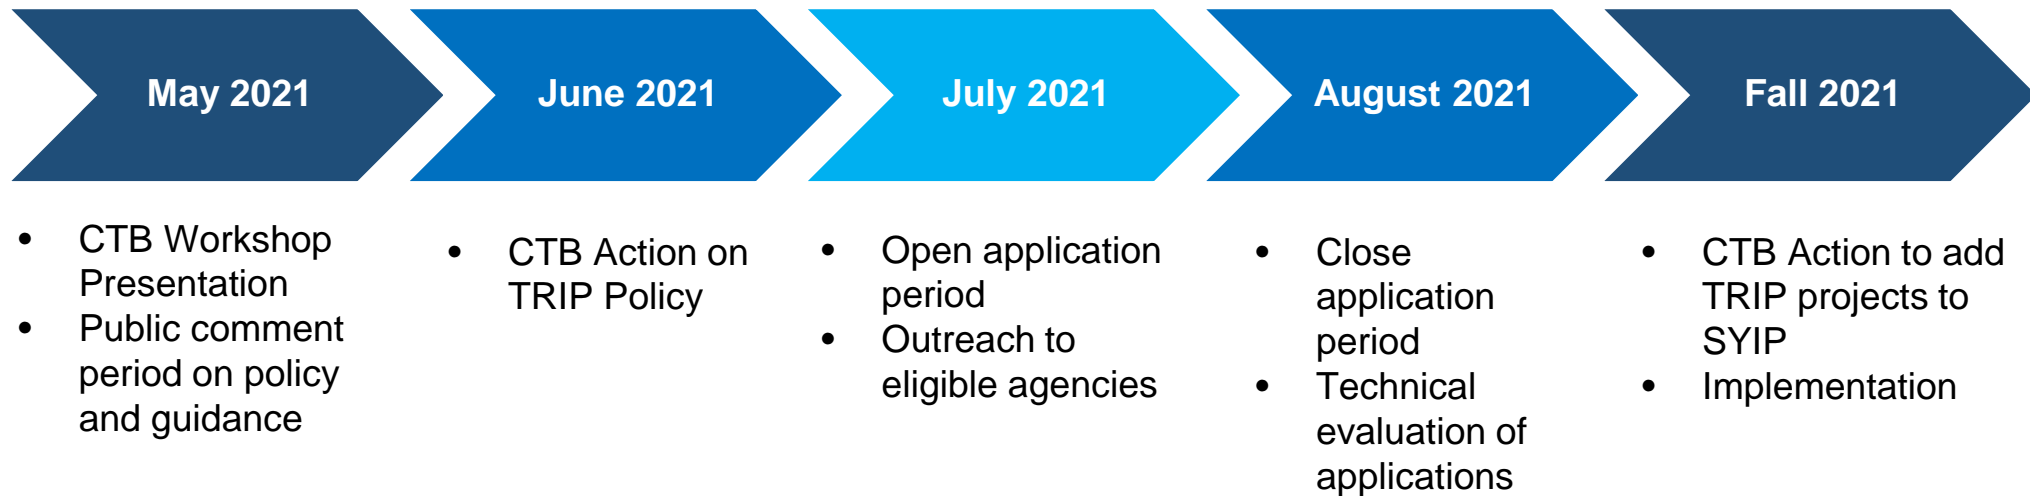 May 2021
June 2021
July 2021
August 2021
Fall 2021
• CTB Workshop
Presentation
• Public comment
period on policy
and guidance
• CTB Action on
TRIP Policy
• Open application
period
• Outreach to
eligible agencies
• Close
application
period
• Technical
evaluation of
applications
• CTB Action to add
TRIP projects to
SYIP
• Implementation